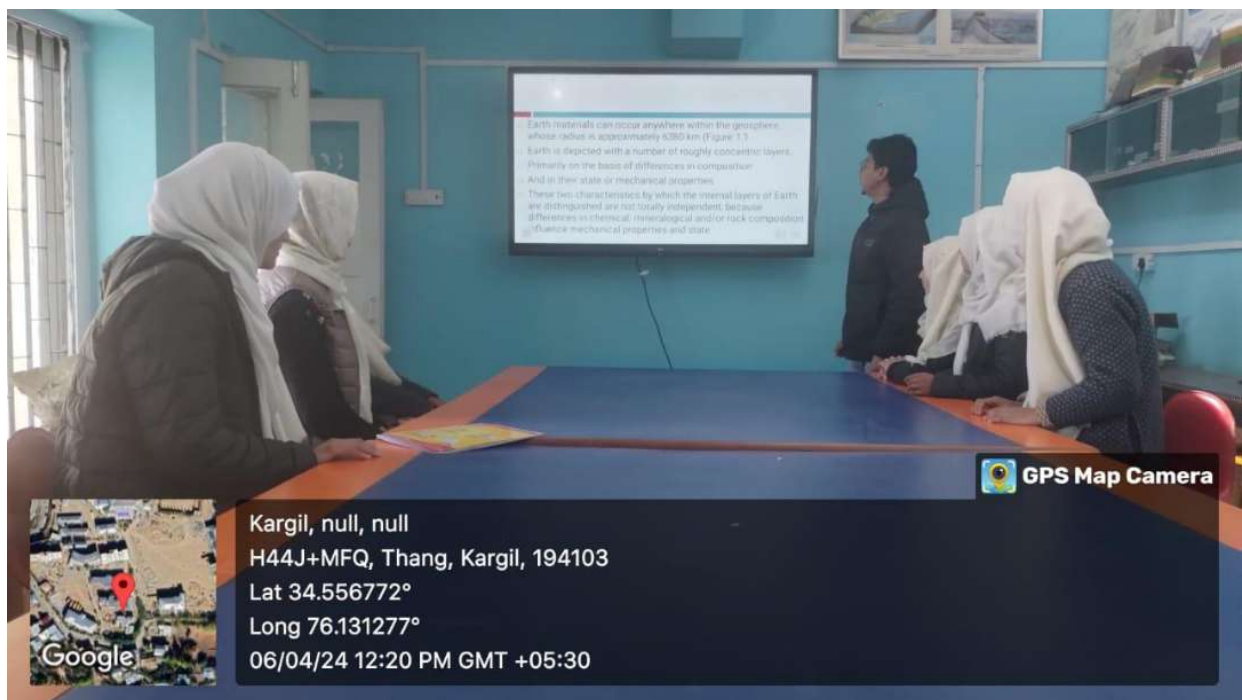 Earth materials can occur anywhere within the geosphere,
whose radius is approximately 6380 km (Figure 1.1
Earth is depicted with a number of roughly concentric layers.
Primarily on the basis of differences in composition
And in their state or mechanical properties
These two characteristics by which the internal layers of Earth
are distinguished are not totally independent, because
differences in chemical, mineralogical and/or rock composition
influence mechanical properties and state
GPS Map Camera
Kargil, null, null
H44J+MFQ, Thang, Kargil, 194103
Lat 34.556772°
Long 76.131277°
06/04/24 12:20 PM GMT +05:30
Google